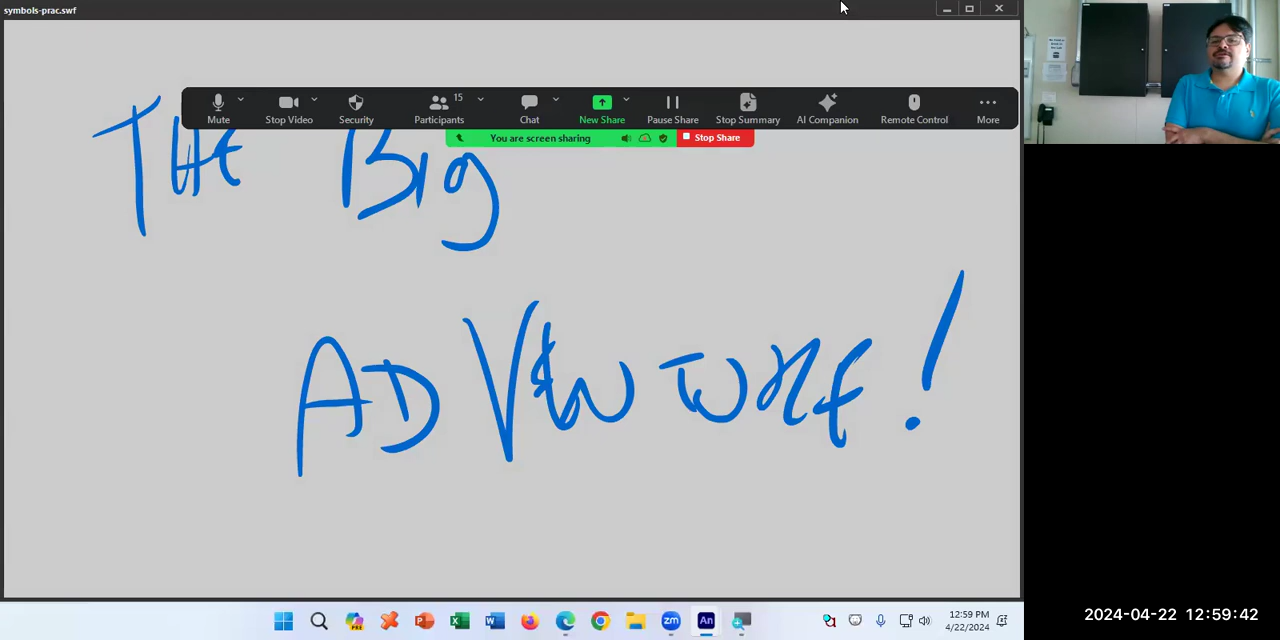 symbols-prac.swf
15
Mute
Stop Video
Security
Participants
Chat
New Share
Pause Share
Stop Summary
AI Companion
Remote Control
More
You are screen sharing
Stop Share
THE BIg
ADVENTURE!
12:59 PM
4/22/2024
2024-04-22 12:59:42